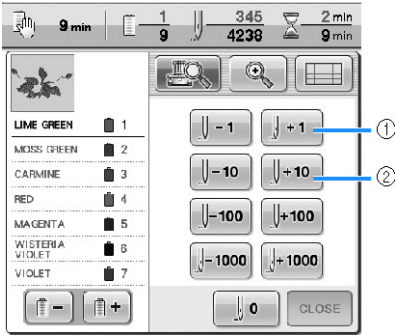 9 min
1
9
345
4238
2 min
9 min
LIME GREEN 1
MOSS GREEN 2
CARMINE 3
RED 4
MAGENTA 5
WISTERIA
VIOLET 6
VIOLET 7
-1
+1
①
-10
+10
②
-100
+100
-1000
+1000
-
+
0
CLOSE